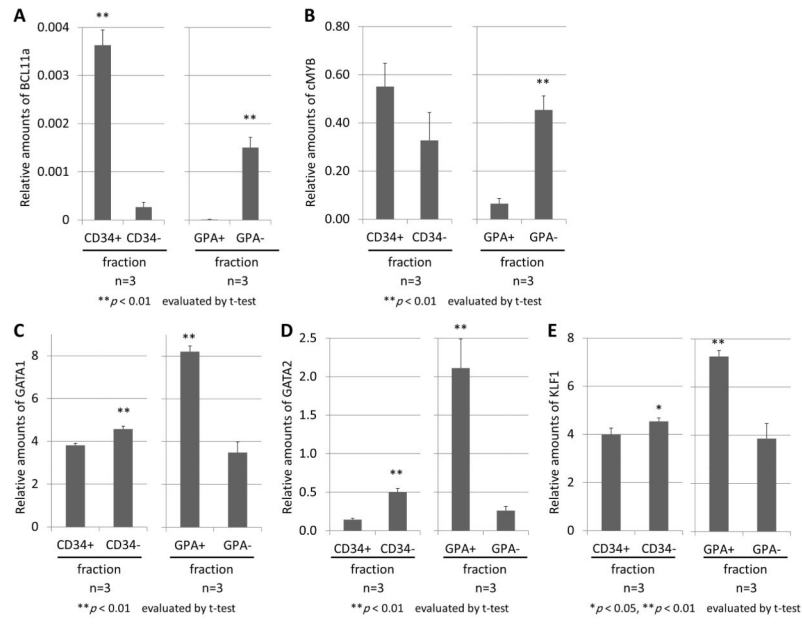 A
Relative amounts of BCL11a
0.004
0.003
0.002
0.001
0
**
**
CD34+ CD34- GPA+ GPA-
fraction fraction
n=3 n=3
**p < 0.01 evaluated by t-test
B
Relative amounts of cMYB
0.80
0.60
0.40
0.20
0.00
**
CD34+ CD34- GPA+ GPA-
fraction fraction
n=3 n=3
**p < 0.01 evaluated by t-test
C
Relative amounts of GATA1
8
6
4
2
0
**
**
CD34+ CD34- GPA+ GPA-
fraction fraction
n=3 n=3
**p < 0.01 evaluated by t-test
D
Relative amounts of GATA2
2.5
2.0
1.5
1.0
0.5
0.0
**
**
CD34+ CD34- GPA+ GPA-
fraction fraction
n=3 n=3
**p < 0.01 evaluated by t-test
E
Relative amounts of KLF1
8
6
4
2
0
*
**
CD34+ CD34- GPA+ GPA-
fraction fraction
n=3 n=3
*p < 0.05, **p < 0.01 evaluated by t-test